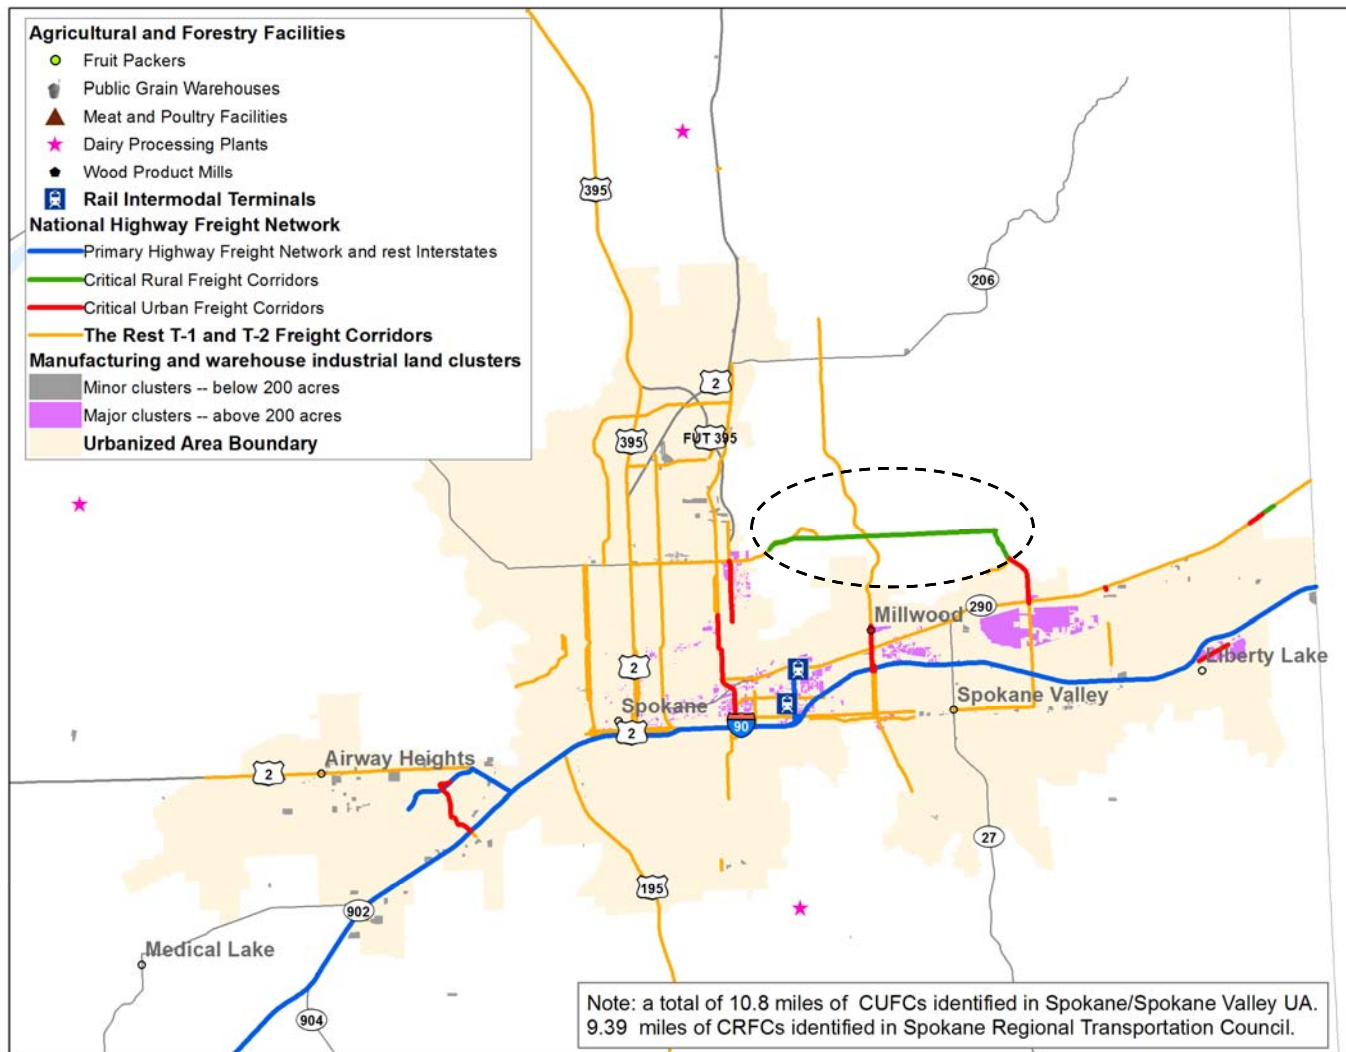 Agricultural and Forestry Facilities
Fruit Packers
Public Grain Warehouses
Meat and Poultry Facilities
Dairy Processing Plants
Wood Product Mills
Rail Intermodal Terminals
National Highway Freight Network
Primary Highway Freight Network and rest Interstates
Critical Rural Freight Corridors
Critical Urban Freight Corridors
The Rest T-1 and T-2 Freight Corridors
Manufacturing and warehouse industrial land clusters
Minor clusters -- below 200 acres
Major clusters -- above 200 acres
Urbanized Area Boundary
395
206
2
395
FUT 395
290
Millwood
2
Liberty Lake
Spokane
Spokane Valley
90
2
Airway Heights
2
27
195
902
Medical Lake
904
Note: a total of 10.8 miles of CUFCs identified in Spokane/Spokane Valley UA.
9.39 miles of CRFCs identified in Spokane Regional Transportation Council.